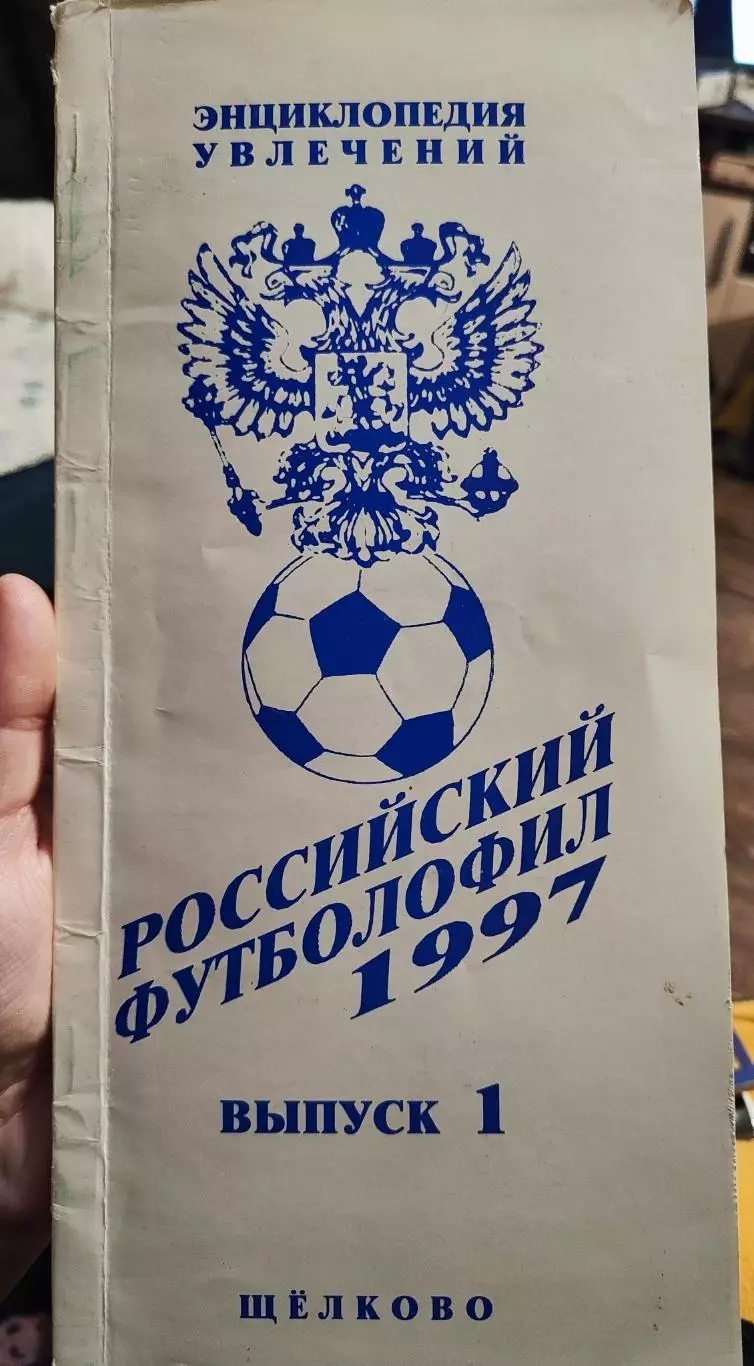 ЭНЦИКЛОПЕДИЯ
УВЛЕЧЕНИЙ
РОССИЙСКИЙ
ФУТБОЛОФИЛ
1997
ВЫПУСК 1
ЩЁЛКОВО